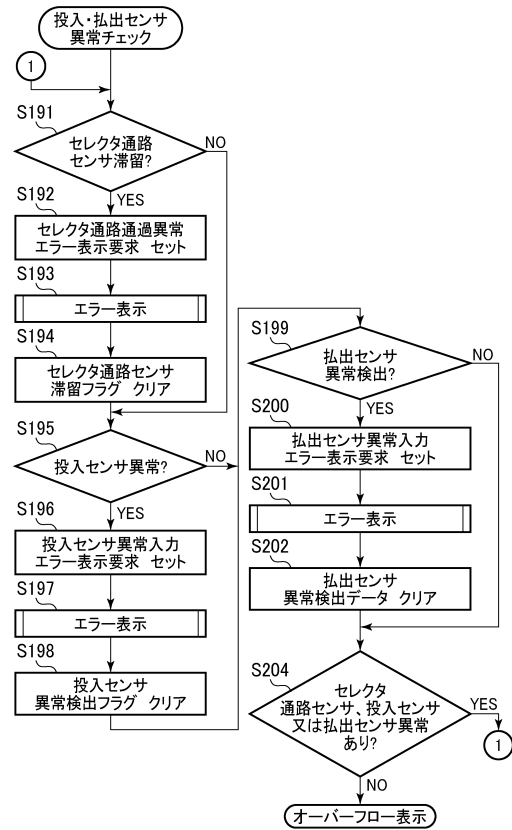 投入・払出センサ
異常チェック
1
S191
セレクタ通路
センサ滞留?
NO
YES
S192
セレクタ通路通過異常
エラー表示要求 セット
S193
エラー表示
S194
セレクタ通路センサ
滞留フラグ クリア
S195
投入センサ異常?
NO
YES
S196
投入センサ異常入力
エラー表示要求 セット
S197
エラー表示
S198
投入センサ
異常検出フラグ クリア
S199
払出センサ
異常検出?
NO
YES
S200
払出センサ異常入力
エラー表示要求 セット
S201
エラー表示
S202
払出センサ
異常検出データ クリア
S204
セレクタ
通路センサ、投入センサ
又は払出センサ異常
あり?
YES
1
NO
オーバーフロー表示